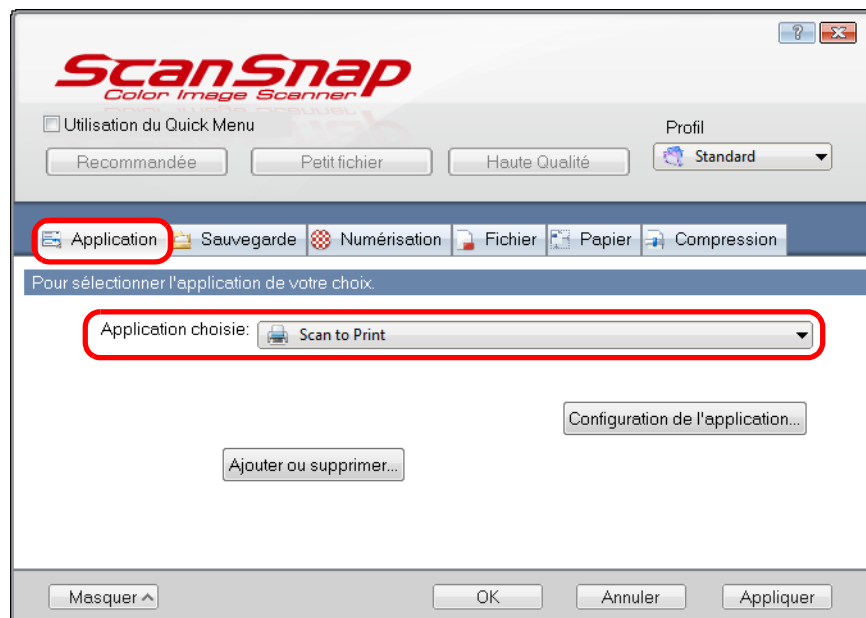 ScanSnap
Color Image Scanner
Utilisation du Quick Menu
Profil
Recommandée Petit fichier Haute Qualité Standard
Application Sauvegarde Numérisation Fichier Papier Compression
Pour sélectionner l'application de votre choix.
Application choisie: Scan to Print
Configuration de l'application...
Ajouter ou supprimer...
Masquer OK Annuler Appliquer